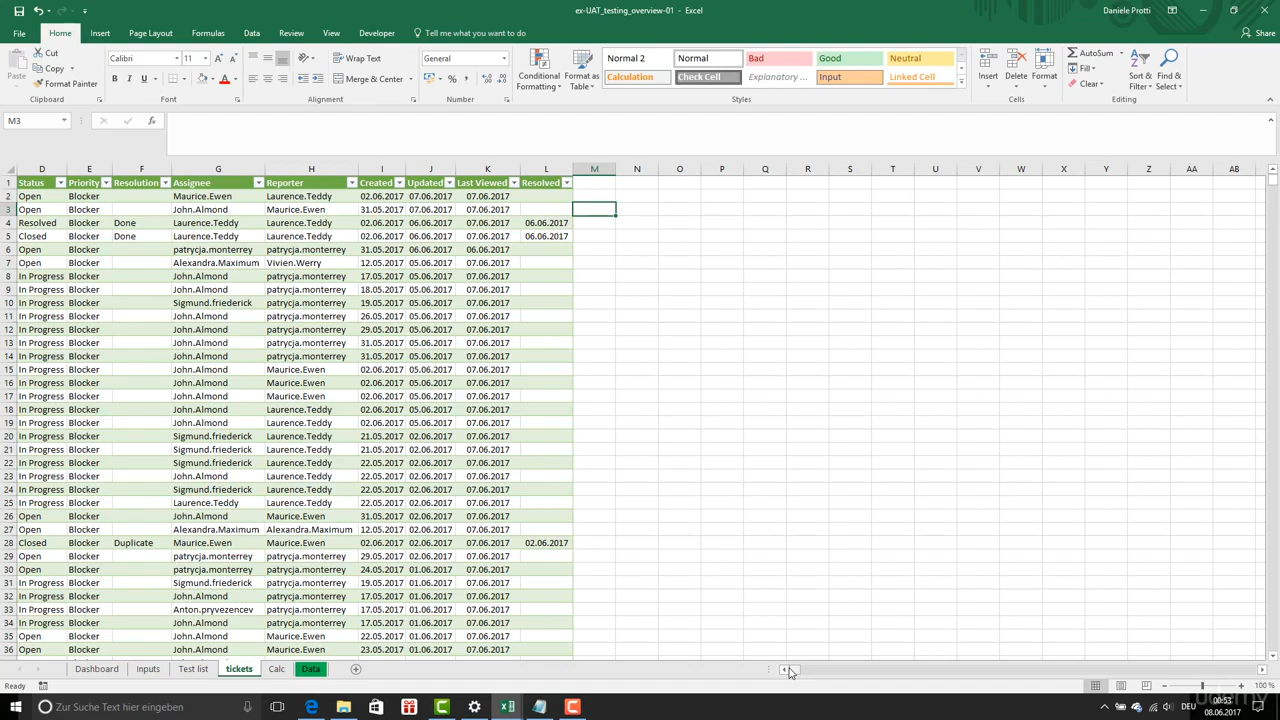 ex-UAT_testing_overview-01 - Excel
Daniele Protti
File Home Insert Page Layout Formulas Data Review View Developer Tell me what you want to do Share
Paste Cut Copy Format Painter Clipboard
Calibri 11 B I U Font
Wrap Text Merge & Center Alignment
General % Number
Conditional Formatting Format as Table
Normal 2 Normal Bad Good Neutral
Calculation Check Cell Explanatory ... Input Linked Cell
Styles
Insert Delete Format Cells
AutoSum Fill Clear Sort & Filter Find & Select Editing
M3 fx
D E F G H I J K L M N O P Q R S T U V W X Y Z AA AB
1 Status Priority Resolution Assignee Reporter Created Updated Last Viewed Resolved
2 Open Blocker Maurice.Ewen Laurence.Teddy 02.06.2017 07.06.2017 07.06.2017
3 Open Blocker John.Almond Maurice.Ewen 31.05.2017 07.06.2017 07.06.2017
4 Resolved Blocker Done Laurence.Teddy Laurence.Teddy 02.06.2017 06.06.2017 07.06.2017 06.06.2017
5 Closed Blocker Done Laurence.Teddy Laurence.Teddy 02.06.2017 06.06.2017 07.06.2017 06.06.2017
6 Open Blocker patrycja.monterrey patrycja.monterrey 31.05.2017 06.06.2017 06.06.2017
7 Open Blocker Alexandra.Maximum Vivien.Werry 12.05.2017 05.06.2017 07.06.2017
8 In Progress Blocker John.Almond patrycja.monterrey 17.05.2017 05.06.2017 07.06.2017
9 In Progress Blocker John.Almond patrycja.monterrey 18.05.2017 05.06.2017 07.06.2017
10 In Progress Blocker Sigmund.friederick patrycja.monterrey 19.05.2017 05.06.2017 07.06.2017
11 In Progress Blocker John.Almond patrycja.monterrey 26.05.2017 05.06.2017 07.06.2017
12 In Progress Blocker John.Almond patrycja.monterrey 29.05.2017 05.06.2017 07.06.2017
13 In Progress Blocker John.Almond patrycja.monterrey 31.05.2017 05.06.2017 07.06.2017
14 In Progress Blocker John.Almond patrycja.monterrey 31.05.2017 05.06.2017 07.06.2017
15 In Progress Blocker John.Almond Maurice.Ewen 02.06.2017 05.06.2017 07.06.2017
16 In Progress Blocker John.Almond Maurice.Ewen 02.06.2017 05.06.2017 07.06.2017
17 In Progress Blocker John.Almond Maurice.Ewen 02.06.2017 05.06.2017 07.06.2017
18 In Progress Blocker John.Almond Laurence.Teddy 02.06.2017 05.06.2017 07.06.2017
19 In Progress Blocker John.Almond Laurence.Teddy 02.06.2017 05.06.2017 07.06.2017
20 In Progress Blocker Sigmund.friederick Laurence.Teddy 21.05.2017 02.06.2017 07.06.2017
21 In Progress Blocker Sigmund.friederick Laurence.Teddy 21.05.2017 02.06.2017 07.06.2017
22 In Progress Blocker Sigmund.friederick Laurence.Teddy 22.05.2017 02.06.2017 07.06.2017
23 In Progress Blocker John.Almond Laurence.Teddy 22.05.2017 02.06.2017 07.06.2017
24 In Progress Blocker Sigmund.friederick Laurence.Teddy 22.05.2017 02.06.2017 07.06.2017
25 In Progress Blocker Laurence.Teddy Laurence.Teddy 22.05.2017 02.06.2017 07.06.2017
26 Open Blocker John.Almond Maurice.Ewen 31.05.2017 02.06.2017 07.06.2017
27 Open Blocker Alexandra.Maximum Alexandra.Maximum 12.05.2017 02.06.2017 07.06.2017
28 Closed Blocker Duplicate Maurice.Ewen Maurice.Ewen 02.06.2017 02.06.2017 07.06.2017 02.06.2017
29 Open Blocker patrycja.monterrey patrycja.monterrey 29.05.2017 02.06.2017 07.06.2017
30 Open Blocker patrycja.monterrey patrycja.monterrey 24.05.2017 01.06.2017 07.06.2017
31 In Progress Blocker Sigmund.friederick patrycja.monterrey 19.05.2017 01.06.2017 07.06.2017
32 In Progress Blocker John.Almond patrycja.monterrey 17.05.2017 01.06.2017 07.06.2017
33 In Progress Blocker Anton.pryvezencev patrycja.monterrey 17.05.2017 01.06.2017 07.06.2017
34 In Progress Blocker John.Almond patrycja.monterrey 17.05.2017 01.06.2017 07.06.2017
35 Open Blocker John.Almond Maurice.Ewen 22.05.2017 01.06.2017 07.06.2017
36 Open Blocker John.Almond Maurice.Ewen 23.05.2017 01.06.2017 07.06.2017
Dashboard Inputs Test list tickets Calc Data
Ready 100 %
Zur Suche hier eingeben DEU 00:53
08.06.2017